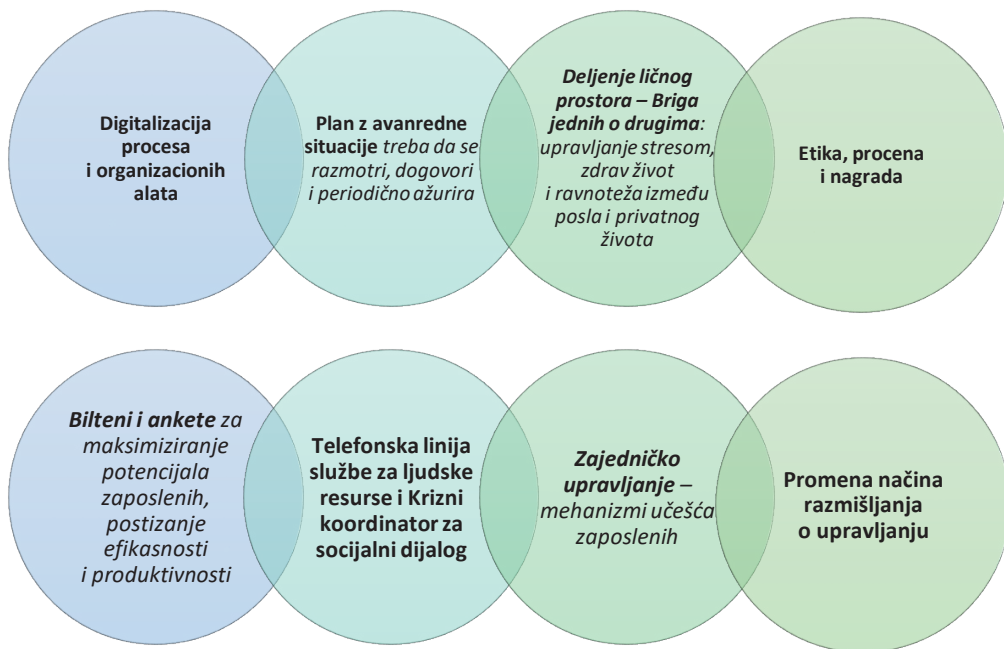 Digitalizacija
procesa
i organizacionih
alata
Plan z avanredne
situacije treba da se
razmotri, dogovori
i periodično ažurira
Deljenje ličnog
prostora – Briga
jednih o drugima:
upravljanje stresom,
zdrav život
i ravnoteža između
posla i privatnog
života
Etika, procena
i nagrada
Bilteni i ankete za
maksimiziranje
potencijala
zaposlenih,
postizanje
efikasnosti
i produktivnosti
Telefonska linija
službe za ljudske
resurse i Krizni
koordinator za
socijalni dijalog
Zajedničko
upravljanje –
mehanizmi učešća
zaposlenih
Promena načina
razmišljanja
o upravljanju